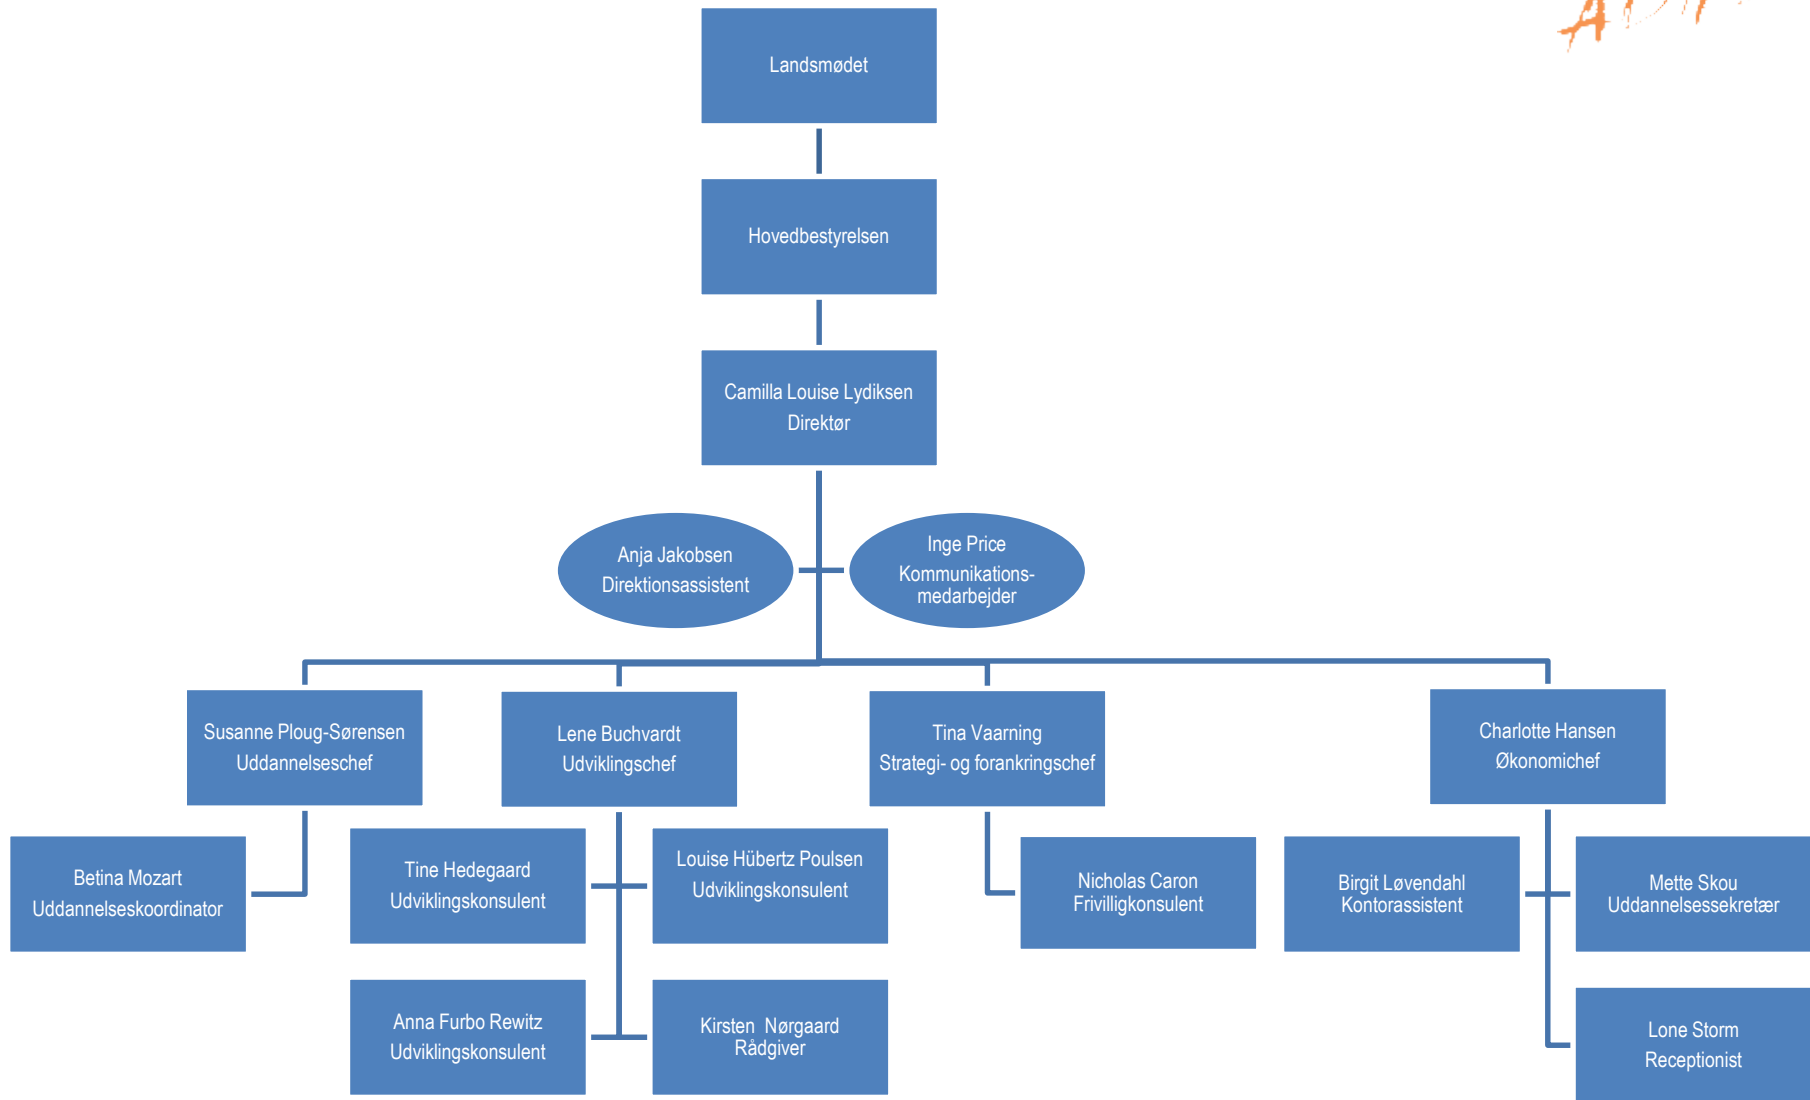 Landsmødet
Hovedbestyrelsen
Camilla Louise Lydiksen
Direktør
Anja Jakobsen
Direktionsassistent
Inge Price
Kommunikations-
medarbejder
Susanne Ploug-Sørensen
Uddannelseschef
Lene Buchvardt
Udviklingschef
Tina Vaarning
Strategi- og forankringschef
Charlotte Hansen
Økonomichef
Betina Mozart
Uddannelseskoordinator
Tine Hedegaard
Udviklingskonsulent
Louise Hübertz Poulsen
Udviklingskonsulent
Nicholas Caron
Frivilligkonsulent
Birgit Løvendahl
Kontorassistent
Mette Skou
Uddannelsessekretær
Anna Furbo Rewitz
Udviklingskonsulent
Kirsten  Nørgaard
Rådgiver
Lone Storm
Receptionist